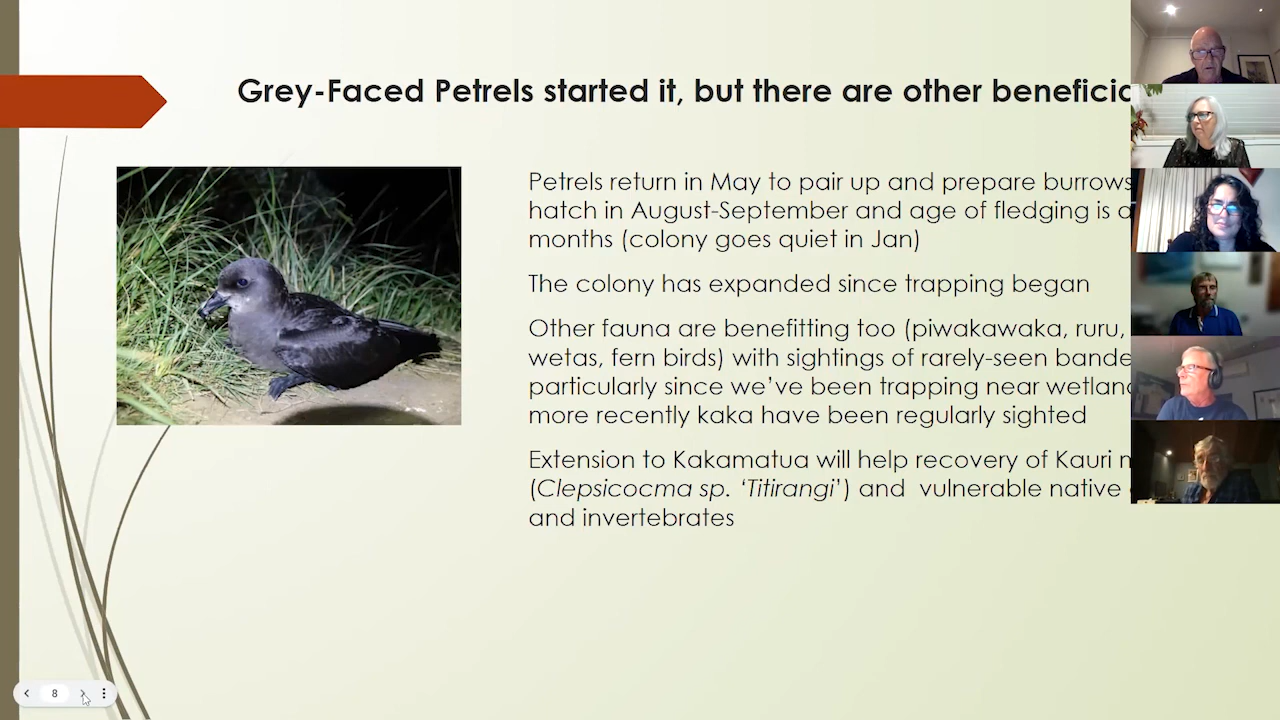 Grey-Faced Petrels started it, but there are other
Petrels return in May to pair up and prepare burrows
hatch in August-September and age of fledging is
months (colony goes quiet in Jan)
The colony has expanded since trapping began
Other fauna are benefitting too (piwakawaka, ruru,
wetas, fern birds) with sightings of rarely-seen
particularly since we've been trapping near
more recently kaka have been regularly sighted
Extension to Kakamatua will help recovery of Kauri
(Clepsicocma sp. 'Titirangi') and vulnerable native
and invertebrates
8